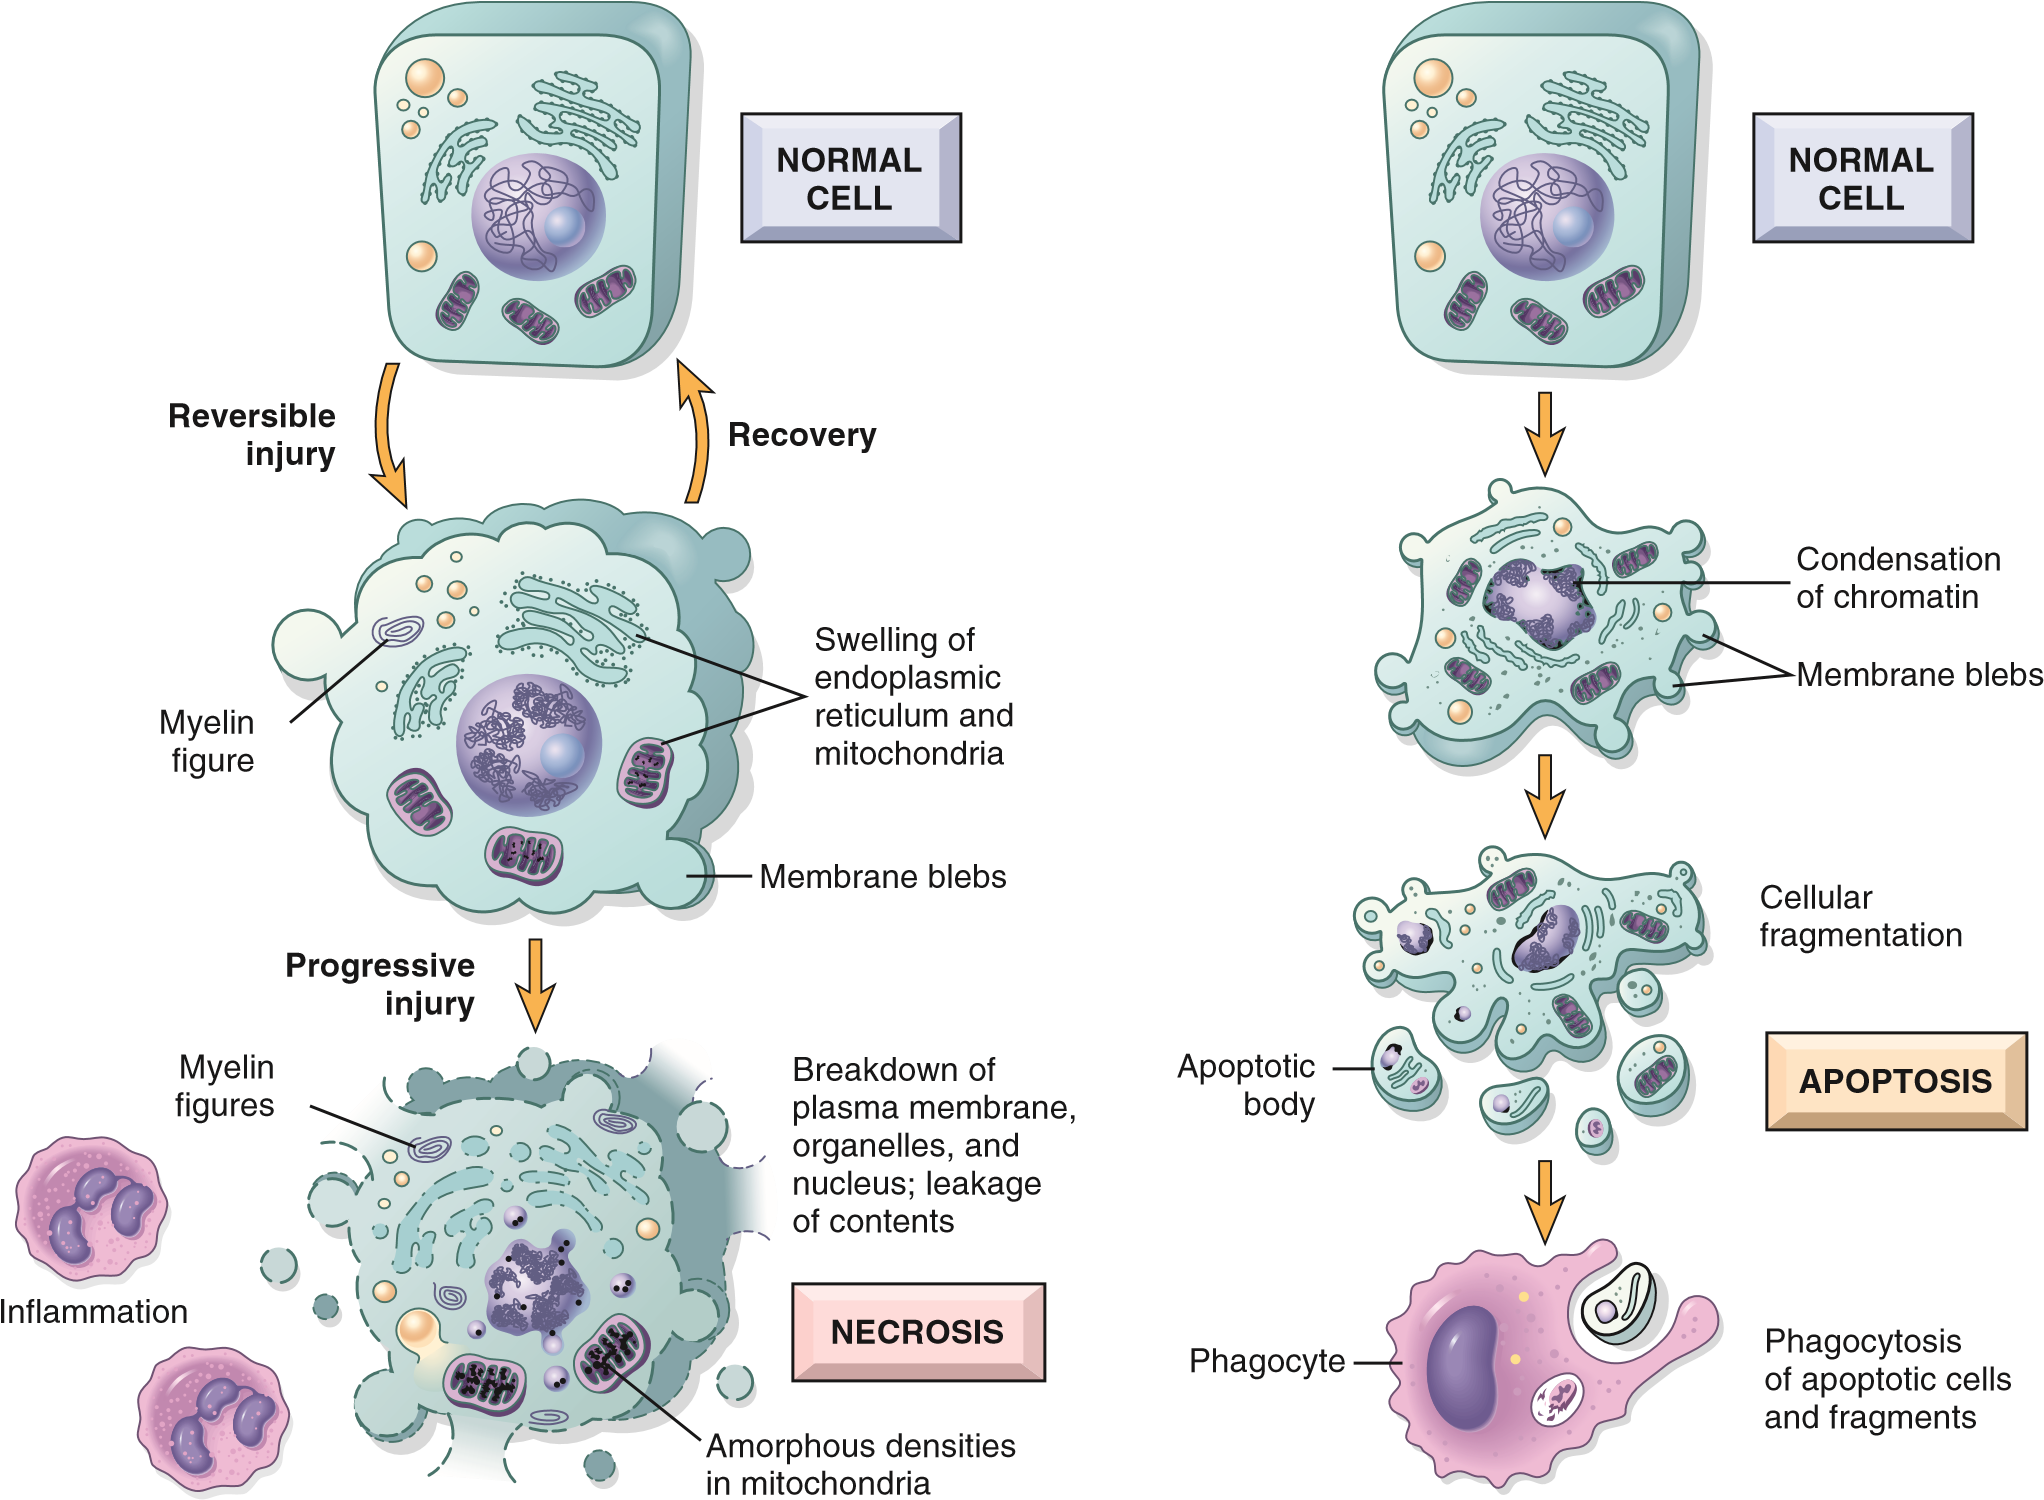 NORMAL
CELL
Reversible
injury
Recovery
Myelin
figure
Swelling of
endoplasmic
reticulum and
mitochondria
Membrane blebs
Progressive
injury
Myelin
figures
Breakdown of
plasma membrane,
organelles, and
nucleus; leakage
of contents
Inflammation
NECROSIS
Amorphous densities
in mitochondria
NORMAL
CELL
Condensation
of chromatin
Membrane blebs
Cellular
fragmentation
Apoptotic
body
APOPTOSIS
Phagocyte
Phagocytosis
of apoptotic cells
and fragments